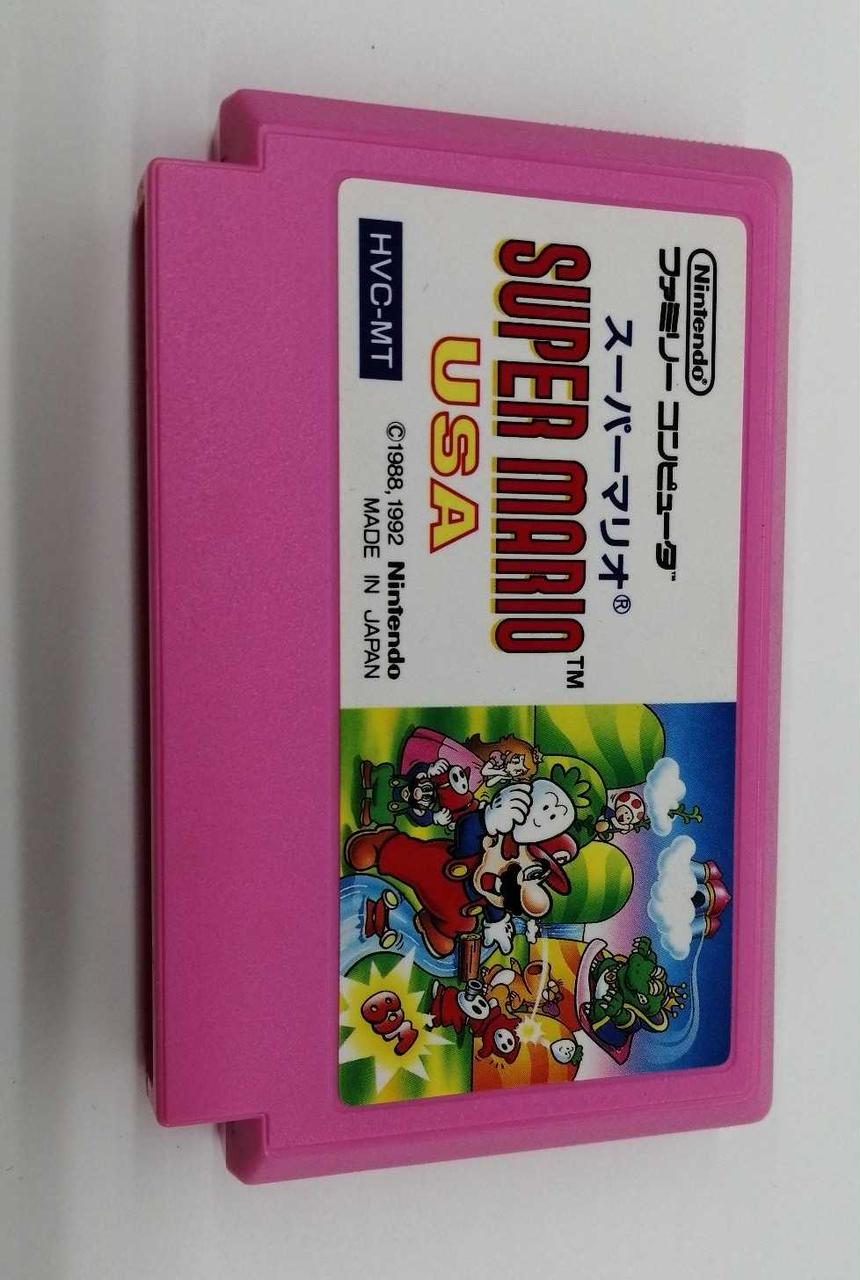 Nintendo®
ファミリー コンピュータ™
スーパーマリオ®
SUPER MARIO™
USA
HVC-MT
©1988, 1992 Nintendo
MADE IN JAPAN